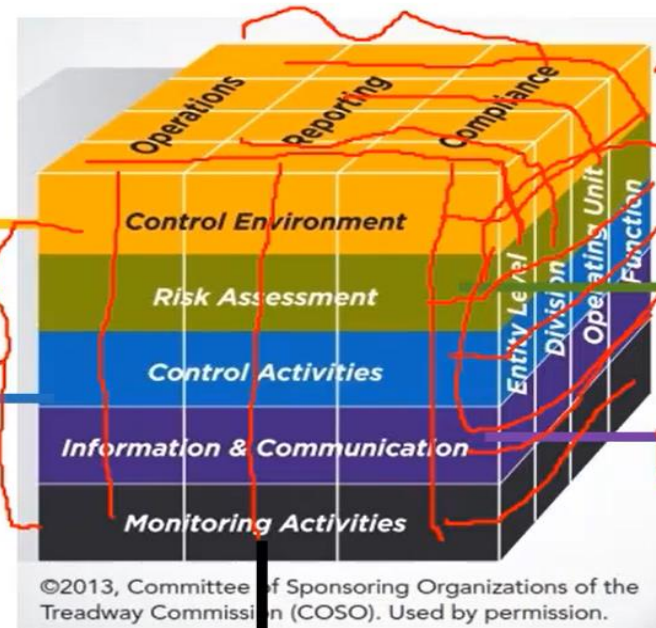 Operations
Reporting
Compliance
Control Environment
Risk Assessment
Control Activities
Information & Communication
Monitoring Activities
Entity Level
Division
Operating Unit
Function
©2013, Committee of Sponsoring Organizations of the
Treadway Commission (COSO). Used by permission.